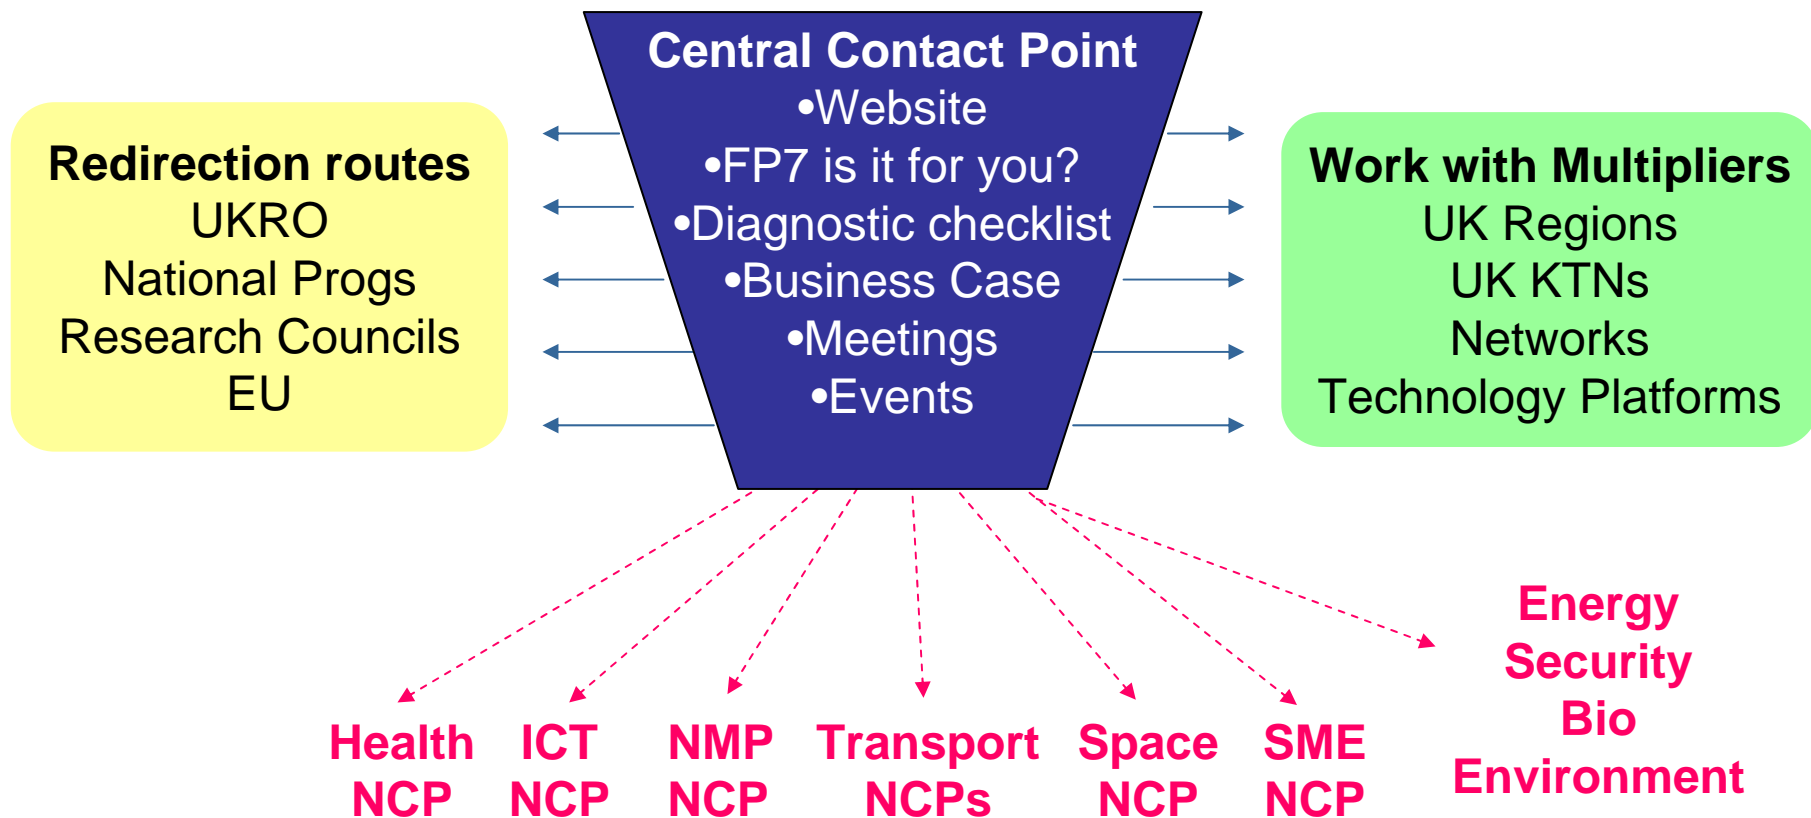 Central Contact Point
•Website
•FP7 is it for you?
•Diagnostic checklist
•Business Case
•Meetings
•Events
Redirection routes
UKRO
National Progs
Research Councils
EU
Work with Multipliers
UK Regions
UK KTNs
Networks
Technology Platforms
Health
NCP
ICT
NCP
NMP
NCP
Transport
NCPs
Space
NCP
SME
NCP
Energy
Security
Bio
Environment